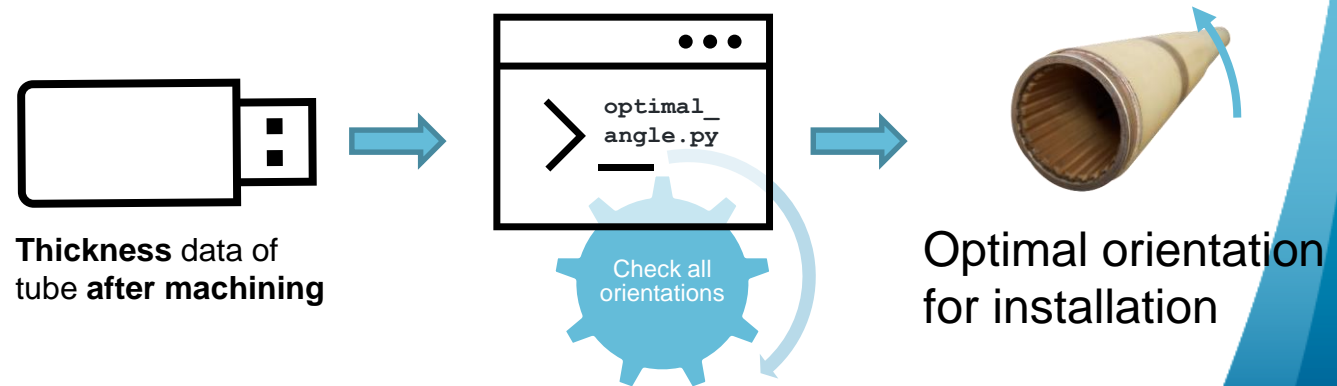 optimal_
angle.py
Thickness data of
tube after machining
Check all
orientations
Optimal orientation
for installation